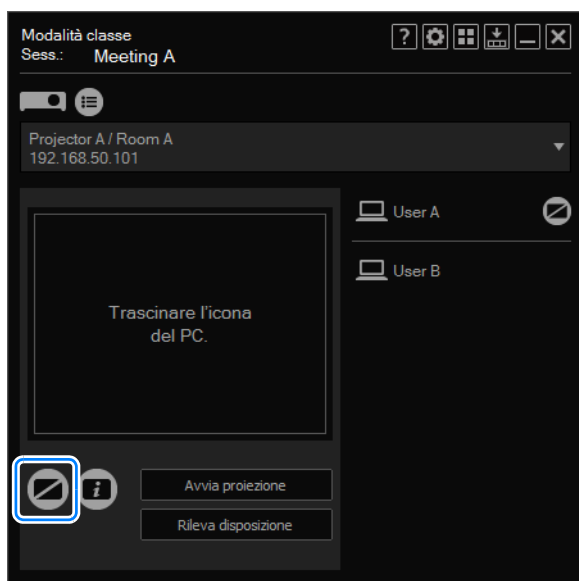 Modalità classe
Sess.: Meeting A
Projector A / Room A
192.168.50.101
User A
User B
Trascinare l'icona
del PC.
Avvia proiezione
Rileva disposizione